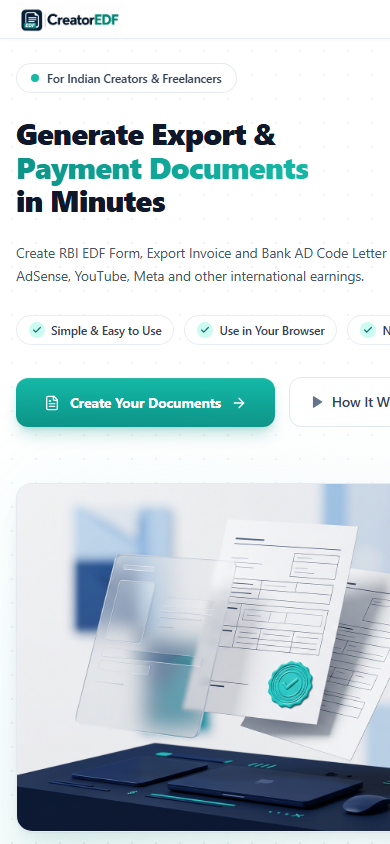 CreatorEDF
For Indian Creators & Freelancers
Generate Export &
Payment Documents
in Minutes
Create RBI EDF Form, Export Invoice and Bank AD Code Letter
AdSense, YouTube, Meta and other international earnings.
Simple & Easy to Use
Use in Your Browser
N
Create Your Documents
How It W